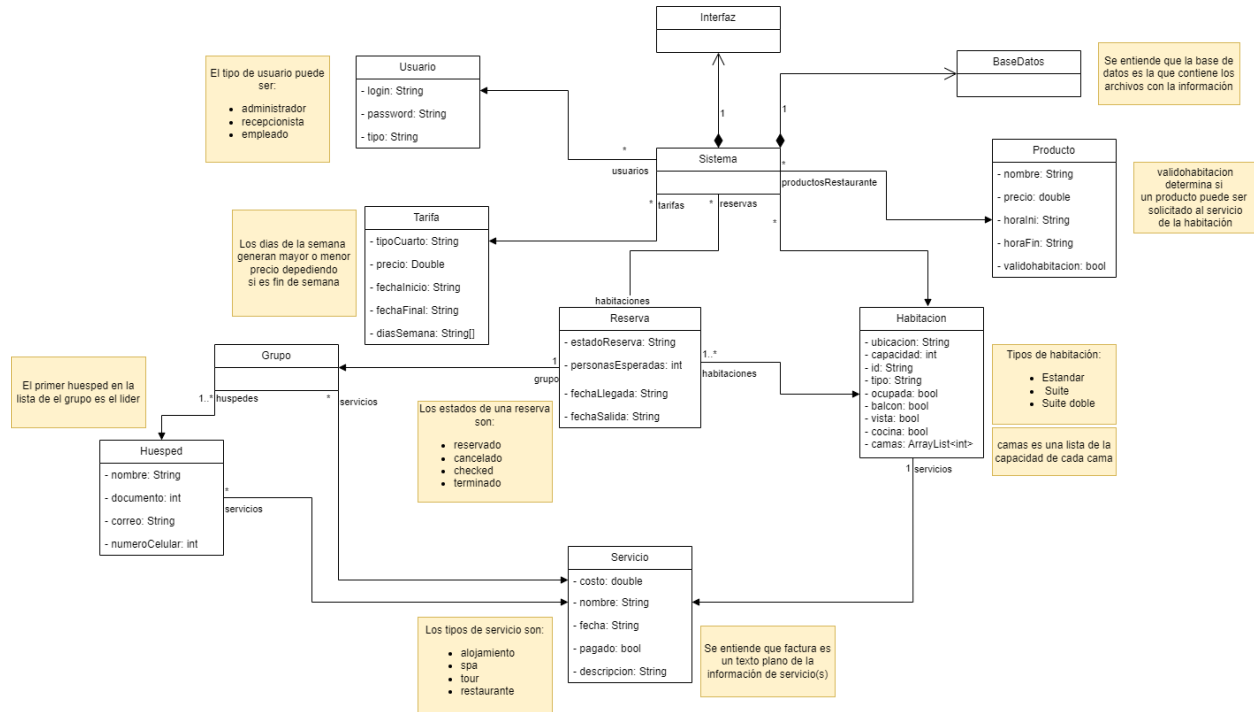 Interfaz
El tipo de usuario puede
ser:
administrador
recepcionista
empleado
Usuario
- login: String
- password: String
- tipo: String
BaseDatos
Se entiende que la base de
datos es la que contiene los
archivos con la información
1
1
*
usuarios
Sistema
*
productosRestaurante
*
tarifas
*
reservas
*
Producto
- nombre: String
- precio: double
- horaIni: String
- horaFin: String
- validohabitacion: bool
validohabitacion
determina si
un producto puede ser
solicitado al servicio
de la habitación
Los dias de la semana
generan mayor o menor
precio depediendo
si es fin de semana
Tarifa
- tipoCuarto: String
- precio: Double
- fechaInicio: String
- fechaFinal: String
- diasSemana: String[]
habitaciones
Reserva
- estadoReserva: String
- personasEsperadas: int
- fechaLlegada: String
- fechaSalida: String
1..*
habitaciones
Habitacion
- ubicacion: String
- capacidad: int
- id: String
- tipo: String
- ocupada: bool
- balcon: bool
- vista: bool
- cocina: bool
- camas: ArrayList<int>
Tipos de habitación:
Estandar
Suite
Suite doble
camas es una lista de la
capacidad de cada cama
El primer huesped en la
lista de el grupo es el lider
Grupo
1
grupo
1..*
huspedes
*
servicios
Los estados de una reserva
son:
reservado
cancelado
checked
terminado
1
servicios
Huesped
- nombre: String
- documento: int
- correo: String
- numeroCelular: int
*
servicios
Servicio
- costo: double
- nombre: String
- fecha: String
- pagado: bool
- descripcion: String
Los tipos de servicio son:
alojamiento
spa
tour
restaurante
Se entiende que factura es
un texto plano de la
información de servicio(s)